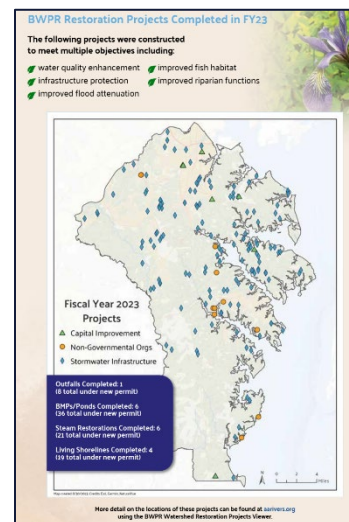 BWPR Restoration Projects Completed in FY23
The following projects were constructed
to meet multiple objectives including:
water quality enhancement
improved fish habitat
infrastructure protection
improved riparian functions
improved flood attenuation
Fiscal Year 2023
Projects
Capital Improvement
Non-Governmental Orgs
Stormwater Infrastructure
Outfalls Completed: 1
(8 total under new permit)
BMPs/Ponds Completed: 6
(36 total under new permit)
Steam Restorations Completed: 6
(21 total under new permit)
Living Shorelines Completed: 4
(19 total under new permit)
N
Miles
More detail on the locations of these projects can be found at aarivers.org
using the BWPR Watershed Restoration Projects Viewer.